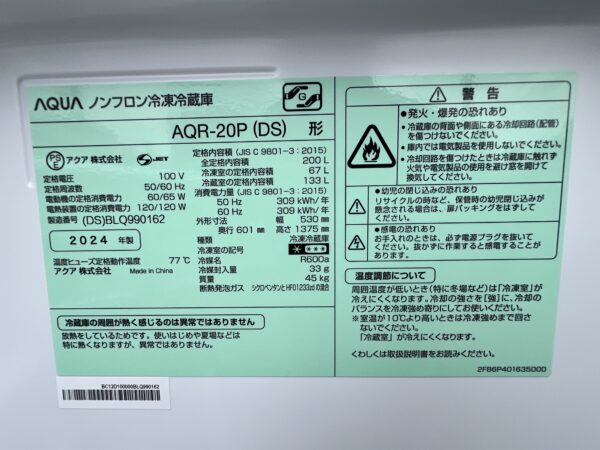 AQUA ノンフロン冷凍冷蔵庫
G
AQR-20P (DS) 形
PS E アクア 株式会社 S JET
定格電圧 100 V
定格周波数 50/60 Hz
電動機の定格消費電力 60/65 W
電熱装置の定格消費電力 120/120 W
製造番号 (DS)BLQ990162
2024 年製
温度ヒューズ定格動作温度 77℃
アクア 株式会社 Made in China
定格内容積 (JIS C 9801-3 : 2015)
全定格内容積 200 L
冷凍室の定格内容積 67 L
冷蔵室の定格内容積 133 L
消費電力量 (JIS C 9801-3 : 2015)
50 Hz 309 kWh/年
60 Hz 309 kWh/年
外形寸法 幅 530 mm
奥行 601 mm 高さ 1375 mm
種類 冷凍冷蔵庫
冷凍室の記号
冷媒 R600a
冷媒封入量 33 g
製品質量 45 kg
断熱発泡ガス シクロペンタンとHFO1233zdの混合
冷蔵庫の周囲が熱く感じるのは異常ではありません
放熱をしているためです。使いはじめや夏場などは
特に熱くなりますが、異常ではありません。
BC12D100000BLQ990162
警告
●発火・爆発の恐れあり
・冷蔵庫の背面や側面にある冷却回路(配管)
を傷つけないでください。
・庫内では電気製品を使用しないでください。
・冷却回路を傷つけたときは冷蔵庫に触れず
火気や電気製品の使用を避け窓を開けて
換気してください。
●幼児の閉じ込みの恐れあり
リサイクルの時など、保管時の幼児閉じ込みが
懸念される場合は、扉パッキングをはずして
ください。
●感電の恐れあり
お手入れのときは、必ず電源プラグを抜いて
ください。抜かずに作業すると感電することが
あります。
温度調節について
周囲温度が低いとき(特に冬場など)は「冷凍室」が
冷えにくくなります。冷却の強さを[強]に、冷却の
バランスを冷凍強め寄りにしてお使いください。
※室温が10℃より高いときは冷凍強めまで回さ
ないでください。
「冷蔵室」が冷えにくくなります。
くわしくは取扱説明書をお読みください。
2FB6P401635000